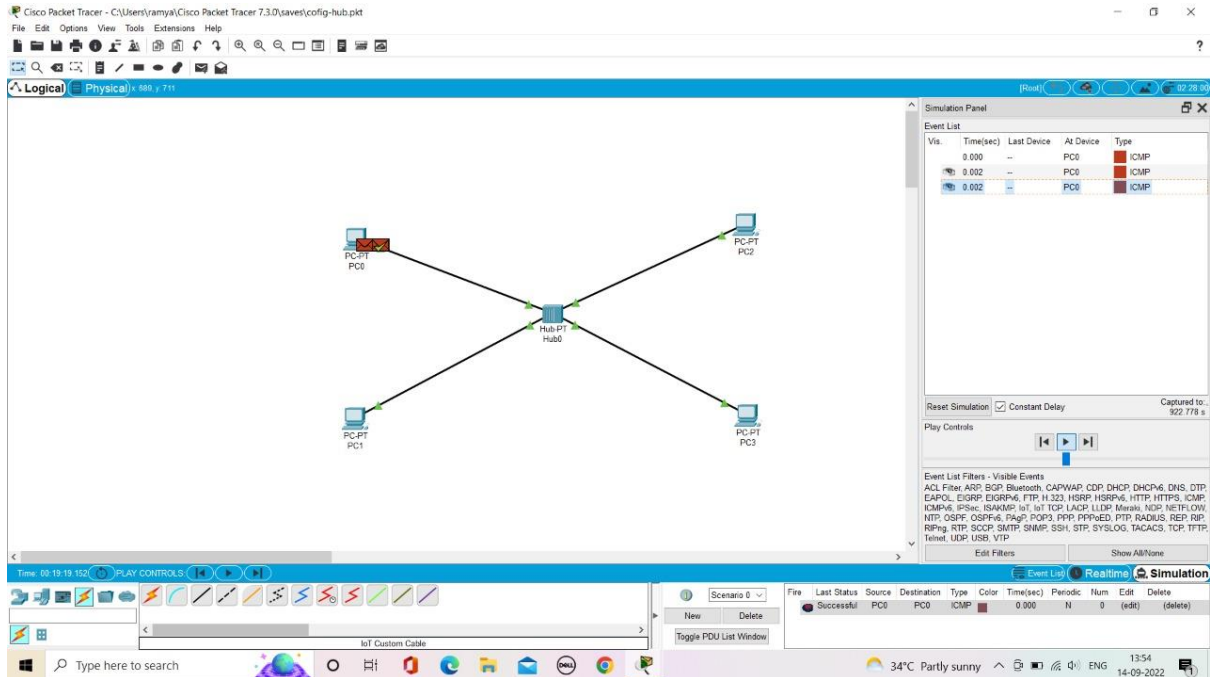 Cisco Packet Tracer - C:\Users\ramya\Cisco Packet Tracer 7.3.0\saves\cofig-hub.pkt
File Edit Options View Tools Extensions Help
?
Logical Physical x: 689, y: 711 [Root] 02:28:00
Simulation Panel
Event List
Vis. Time(sec) Last Device At Device Type
0.000 -- PC0 ICMP
0.002 -- PC0 ICMP
0.002 -- PC0 ICMP
PC-PT
PC0
PC-PT
PC2
Hub-PT
Hub0
PC-PT
PC1
PC-PT
PC3
Reset Simulation Constant Delay Captured to:
922.778 s
Play Controls
Event List Filters - Visible Events
ACL Filter, ARP, BGP, Bluetooth, CAPWAP, CDP, DHCP, DHCPv6, DNS, DTP,
EAPOL, EIGRP, EIGRPv6, FTP, H.323, HSRP, HSRPv6, HTTP, HTTPS, ICMP,
ICMPv6, IPSec, ISAKMP, IoT, IoT TCP, LACP, LLDP, Meraki, NDP, NETFLOW,
NTP, OSPF, OSPFv6, PAgP, POP3, PPP, PPPoED, PTP, RADIUS, REP, RIP,
RIPng, RTP, SCCP, SMTP, SNMP, SSH, STP, SYSLOG, TACACS, TCP, TFTP,
Telnet, UDP, USB, VTP
Edit Filters Show All/None
Time: 00:19:19.152 PLAY CONTROLS: Event List Realtime Simulation
Scenario 0
New Delete
Toggle PDU List Window
Fire Last Status Source Destination Type Color Time(sec) Periodic Num Edit Delete
Successful PC0 PC0 ICMP 0.000 N 0 (edit) (delete)
IoT Custom Cable
Type here to search
DELL
34°C Partly sunny ENG 13:54
14-09-2022
1